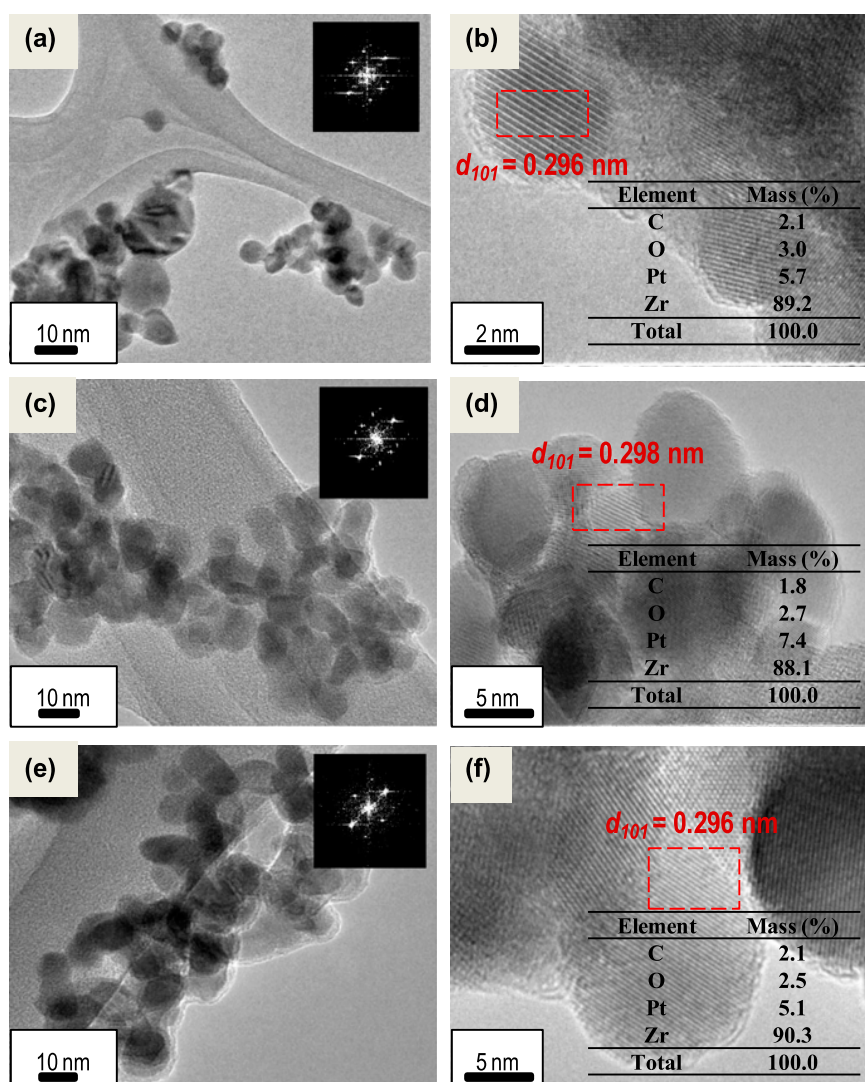 (a)
10 nm
(b)
d101 = 0.296 nm
Element Mass (%)
C 2.1
O 3.0
Pt 5.7
Zr 89.2
Total 100.0
2 nm
(c)
10 nm
(d)
d101 = 0.298 nm
Element Mass (%)
C 1.8
O 2.7
Pt 7.4
Zr 88.1
Total 100.0
5 nm
(e)
10 nm
(f)
d101 = 0.296 nm
Element Mass (%)
C 2.1
O 2.5
Pt 5.1
Zr 90.3
Total 100.0
5 nm